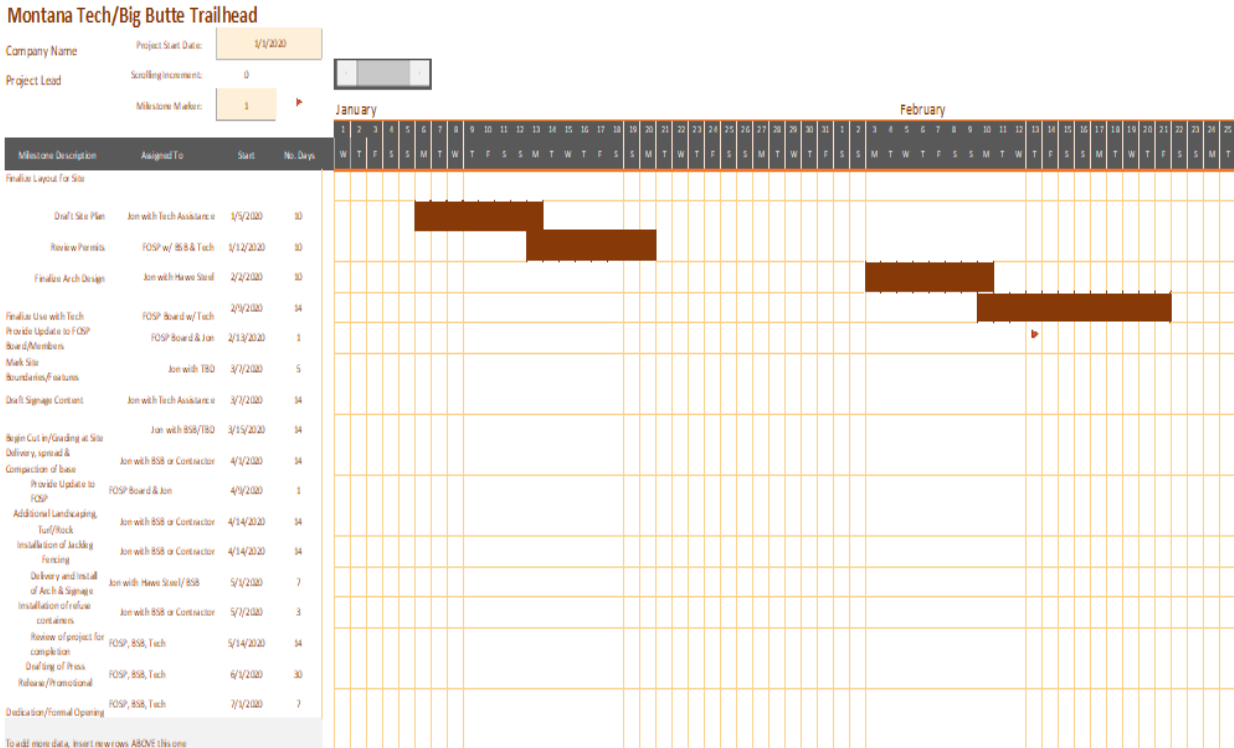 Montana Tech/Big Butte Trailhead
Company Name Project Start Date: 1/1/2020
Project Lead Scrolling Increment: 0
Milestone Marker: 1
January February
1 2 3 4 5 6 7 8 9 10 11 12 13 14 15 16 17 18 19 20 21 22 23 24 25 26 27 28 29 30 31 1 2 3 4 5 6 7 8 9 10 11 12 13 14 15 16 17 18 19 20 21 22 23 24 25
Milestone Description Assigned To Start No. Days W T F S S M T W T F S S M T W T F S S M T W T F S S M T W T F S S M T W T F S S M T W T F S S M T W T F S S M T
Finalize Layout for Site
Draft Site Plan Jon with Tech Assistance 1/5/2020 10
Review Permits FOSP w/ BSB & Tech 1/12/2020 10
Finalize Arch Design Jon with Hawe Steel 2/2/2020 10
Finalize Use with Tech FOSP Board w/ Tech 2/9/2020 14
Provide Update to FOSP
Board/Members FOSP Board & Jon 2/13/2020 1
Mark Site
Boundaries/Features Jon with TBD 3/7/2020 5
Draft Signage Content Jon with Tech Assistance 3/7/2020 14
Begin Cut in/Grading at Site Jon with BSB/TBD 3/15/2020 14
Delivery, spread &
Compaction of base Jon with BSB or Contractor 4/1/2020 14
Provide Update to
FOSP FOSP Board & Jon 4/9/2020 1
Additional Landscaping,
Turf/Rock Jon with BSB or Contractor 4/14/2020 14
Installation of Jackleg
Fencing Jon with BSB or Contractor 4/14/2020 14
Delivery and Install
of Arch & Signage Jon with Hawe Steel/ BSB 5/1/2020 7
Installation of refuse
containers Jon with BSB or Contractor 5/7/2020 3
Review of project for
completion FOSP, BSB, Tech 5/14/2020 14
Drafting of Press
Release/Promotional FOSP, BSB, Tech 6/1/2020 30
Dedication/Formal Opening FOSP, BSB, Tech 7/1/2020 7
To add more data, insert new rows ABOVE this one